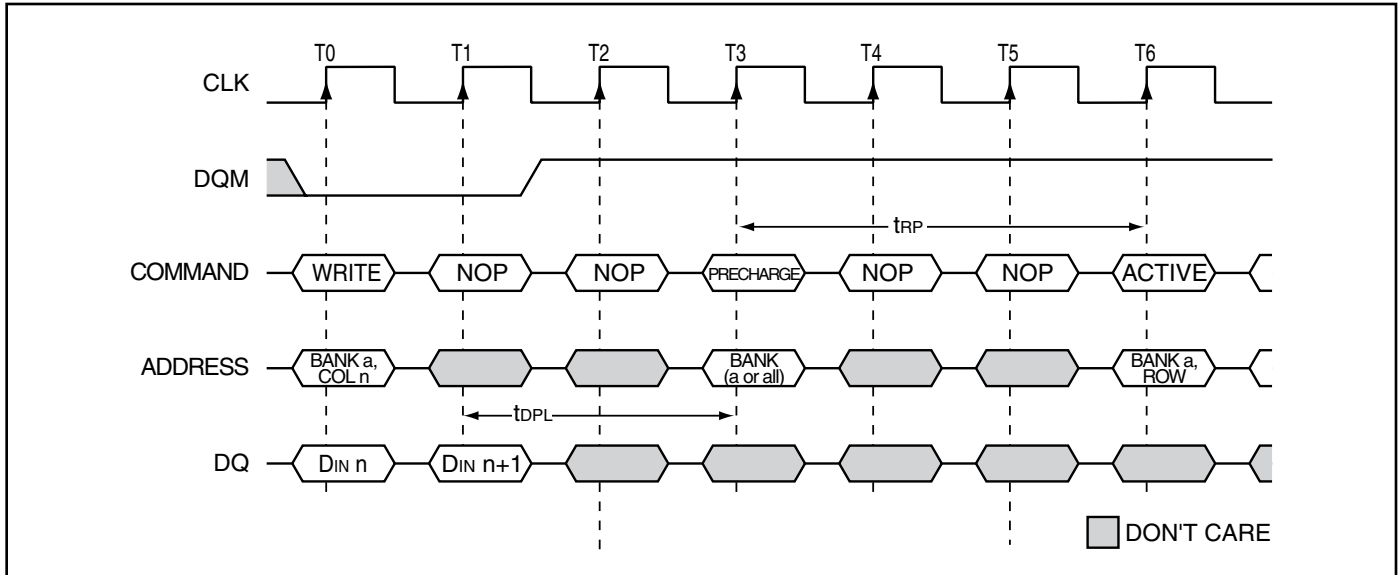 T0 T1 T2 T3 T4 T5 T6
CLK
DQM
tRP
COMMAND WRITE NOP NOP PRECHARGE NOP NOP ACTIVE
ADDRESS BANK a, COL n BANK (a or all) BANK a, ROW
tDPL
DQ DIN n DIN n+1
DON'T CARE